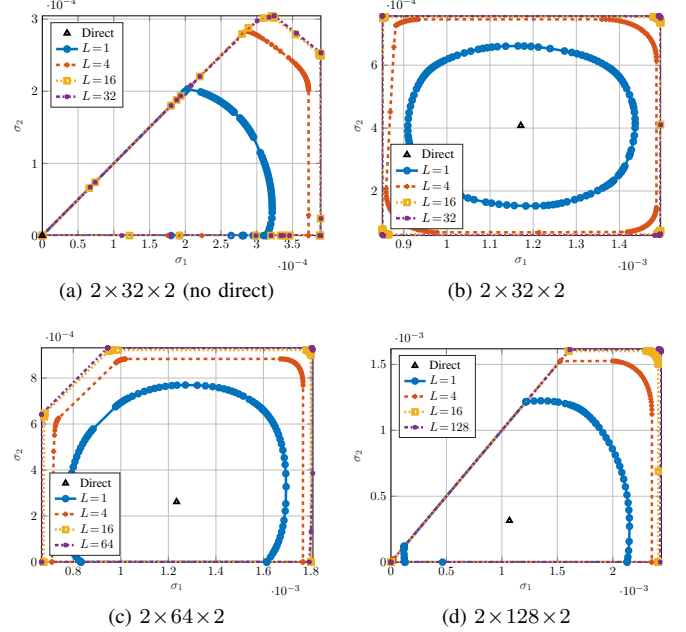 ·10⁻⁴
3
2
1
0
σ₂
Direct
L=1
L=4
L=16
L=32
0 0.5 1 1.5 2 2.5 3 3.5
σ₁
·10⁻⁴
(a) 2×32×2 (no direct)
·10⁻⁴
6
4
2
σ₂
Direct
L=1
L=4
L=16
L=32
0.9 1 1.1 1.2 1.3 1.4
σ₁
·10⁻³
(b) 2×32×2
·10⁻⁴
8
6
4
2
0
σ₂
Direct
L=1
L=4
L=16
L=64
0.8 1 1.2 1.4 1.6 1.8
σ₁
·10⁻³
(c) 2×64×2
·10⁻³
1.5
1
0.5
0
σ₂
Direct
L=1
L=4
L=16
L=128
0 0.5 1 1.5 2
σ₁
·10⁻³
(d) 2×128×2